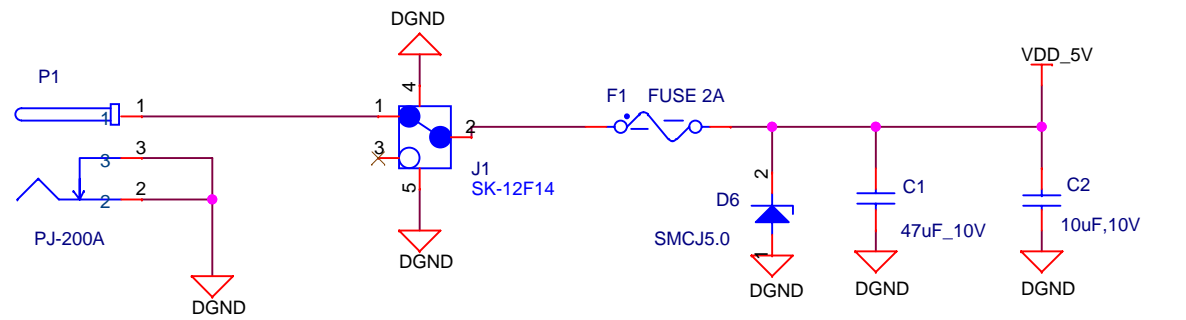 DGND
VDD_5V
P1
4
F1 FUSE 2A
1
1
1
2
3
3
3
2
2
J1
SK-12F14
5
2
D6
SMCJ5.0
1
C1
47uF_10V
C2
10uF,10V
PJ-200A
DGND
DGND
DGND
DGND
DGND